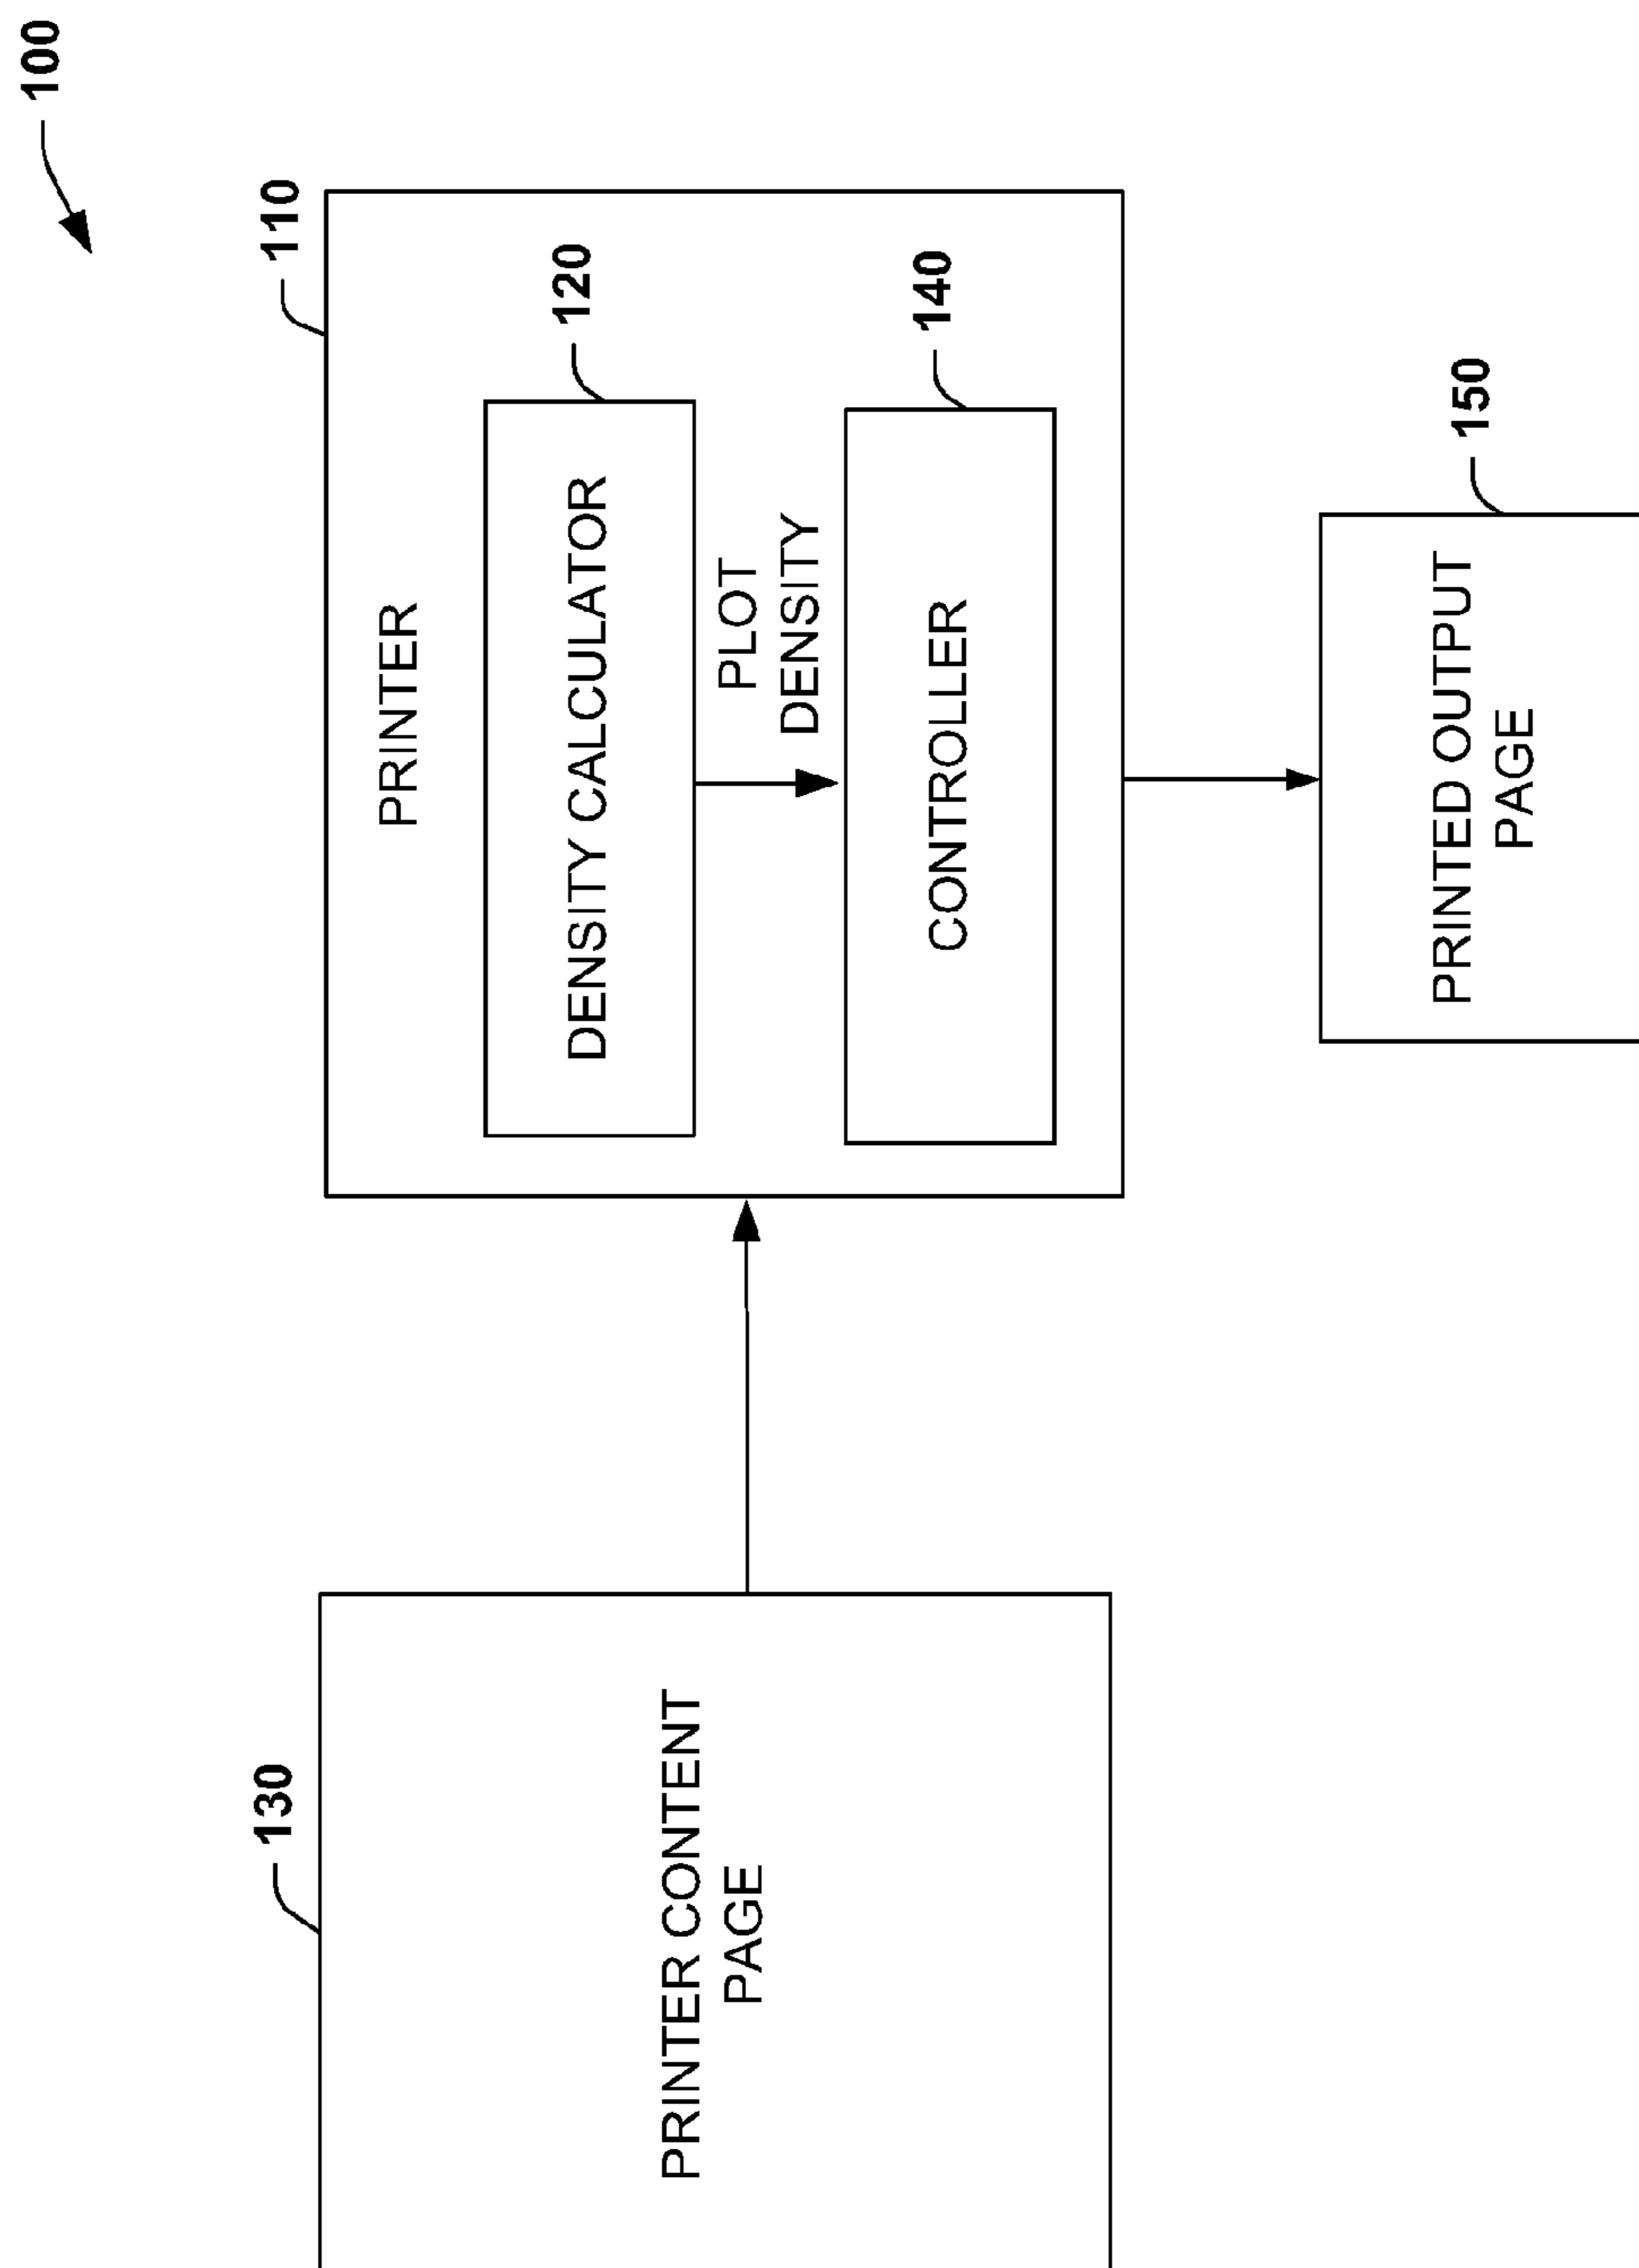 100
110
PRINTER
120
DENSITY CALCULATOR
PLOT
DENSITY
140
CONTROLLER
130
PRINTER CONTENT
PAGE
150
PRINTED OUTPUT
PAGE